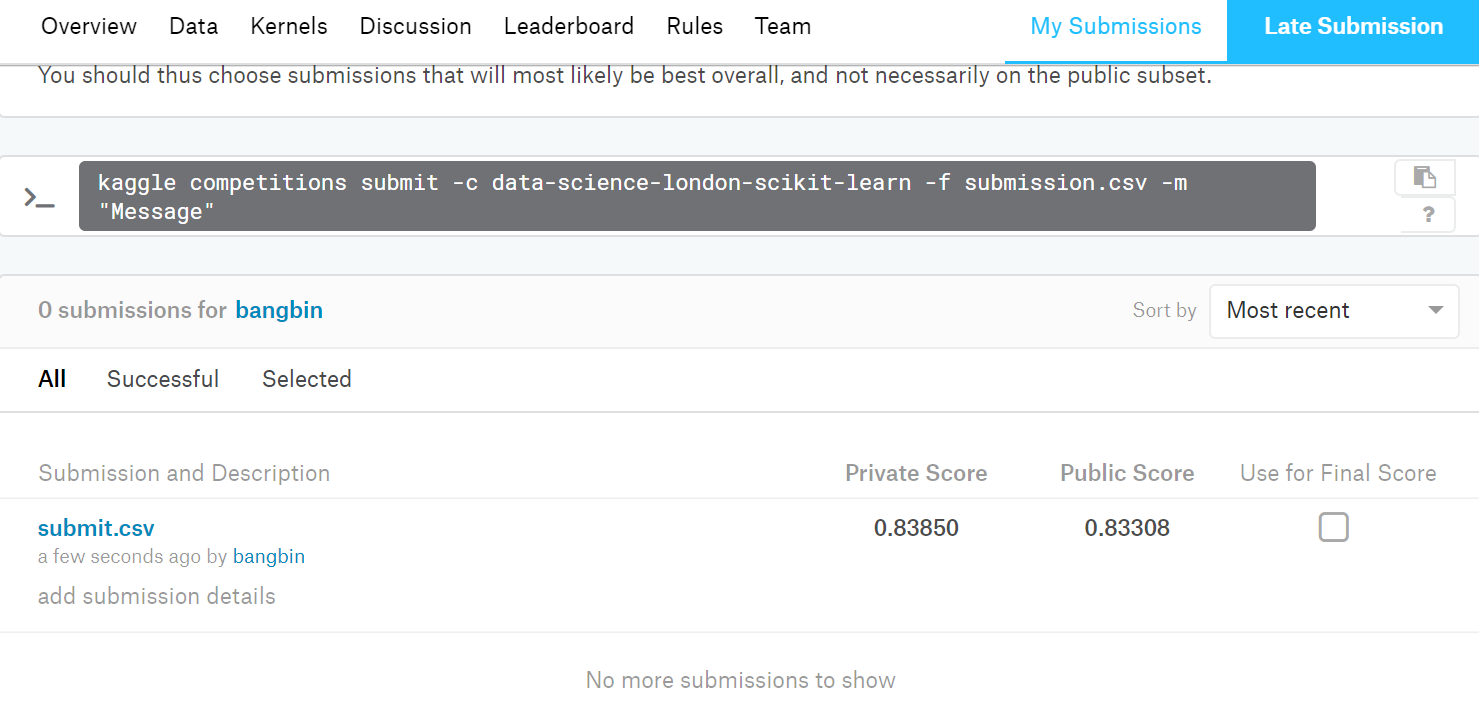 Overview Data Kernels Discussion Leaderboard Rules Team My Submissions Late Submission
You should thus choose submissions that will most likely be best overall, and not necessarily on the public subset.
>_ kaggle competitions submit -c data-science-london-scikit-learn -f submission.csv -m
"Message"
?
0 submissions for bangbin Sort by Most recent
All Successful Selected
Submission and Description Private Score Public Score Use for Final Score
submit.csv 0.83850 0.83308
a few seconds ago by bangbin
add submission details
No more submissions to show